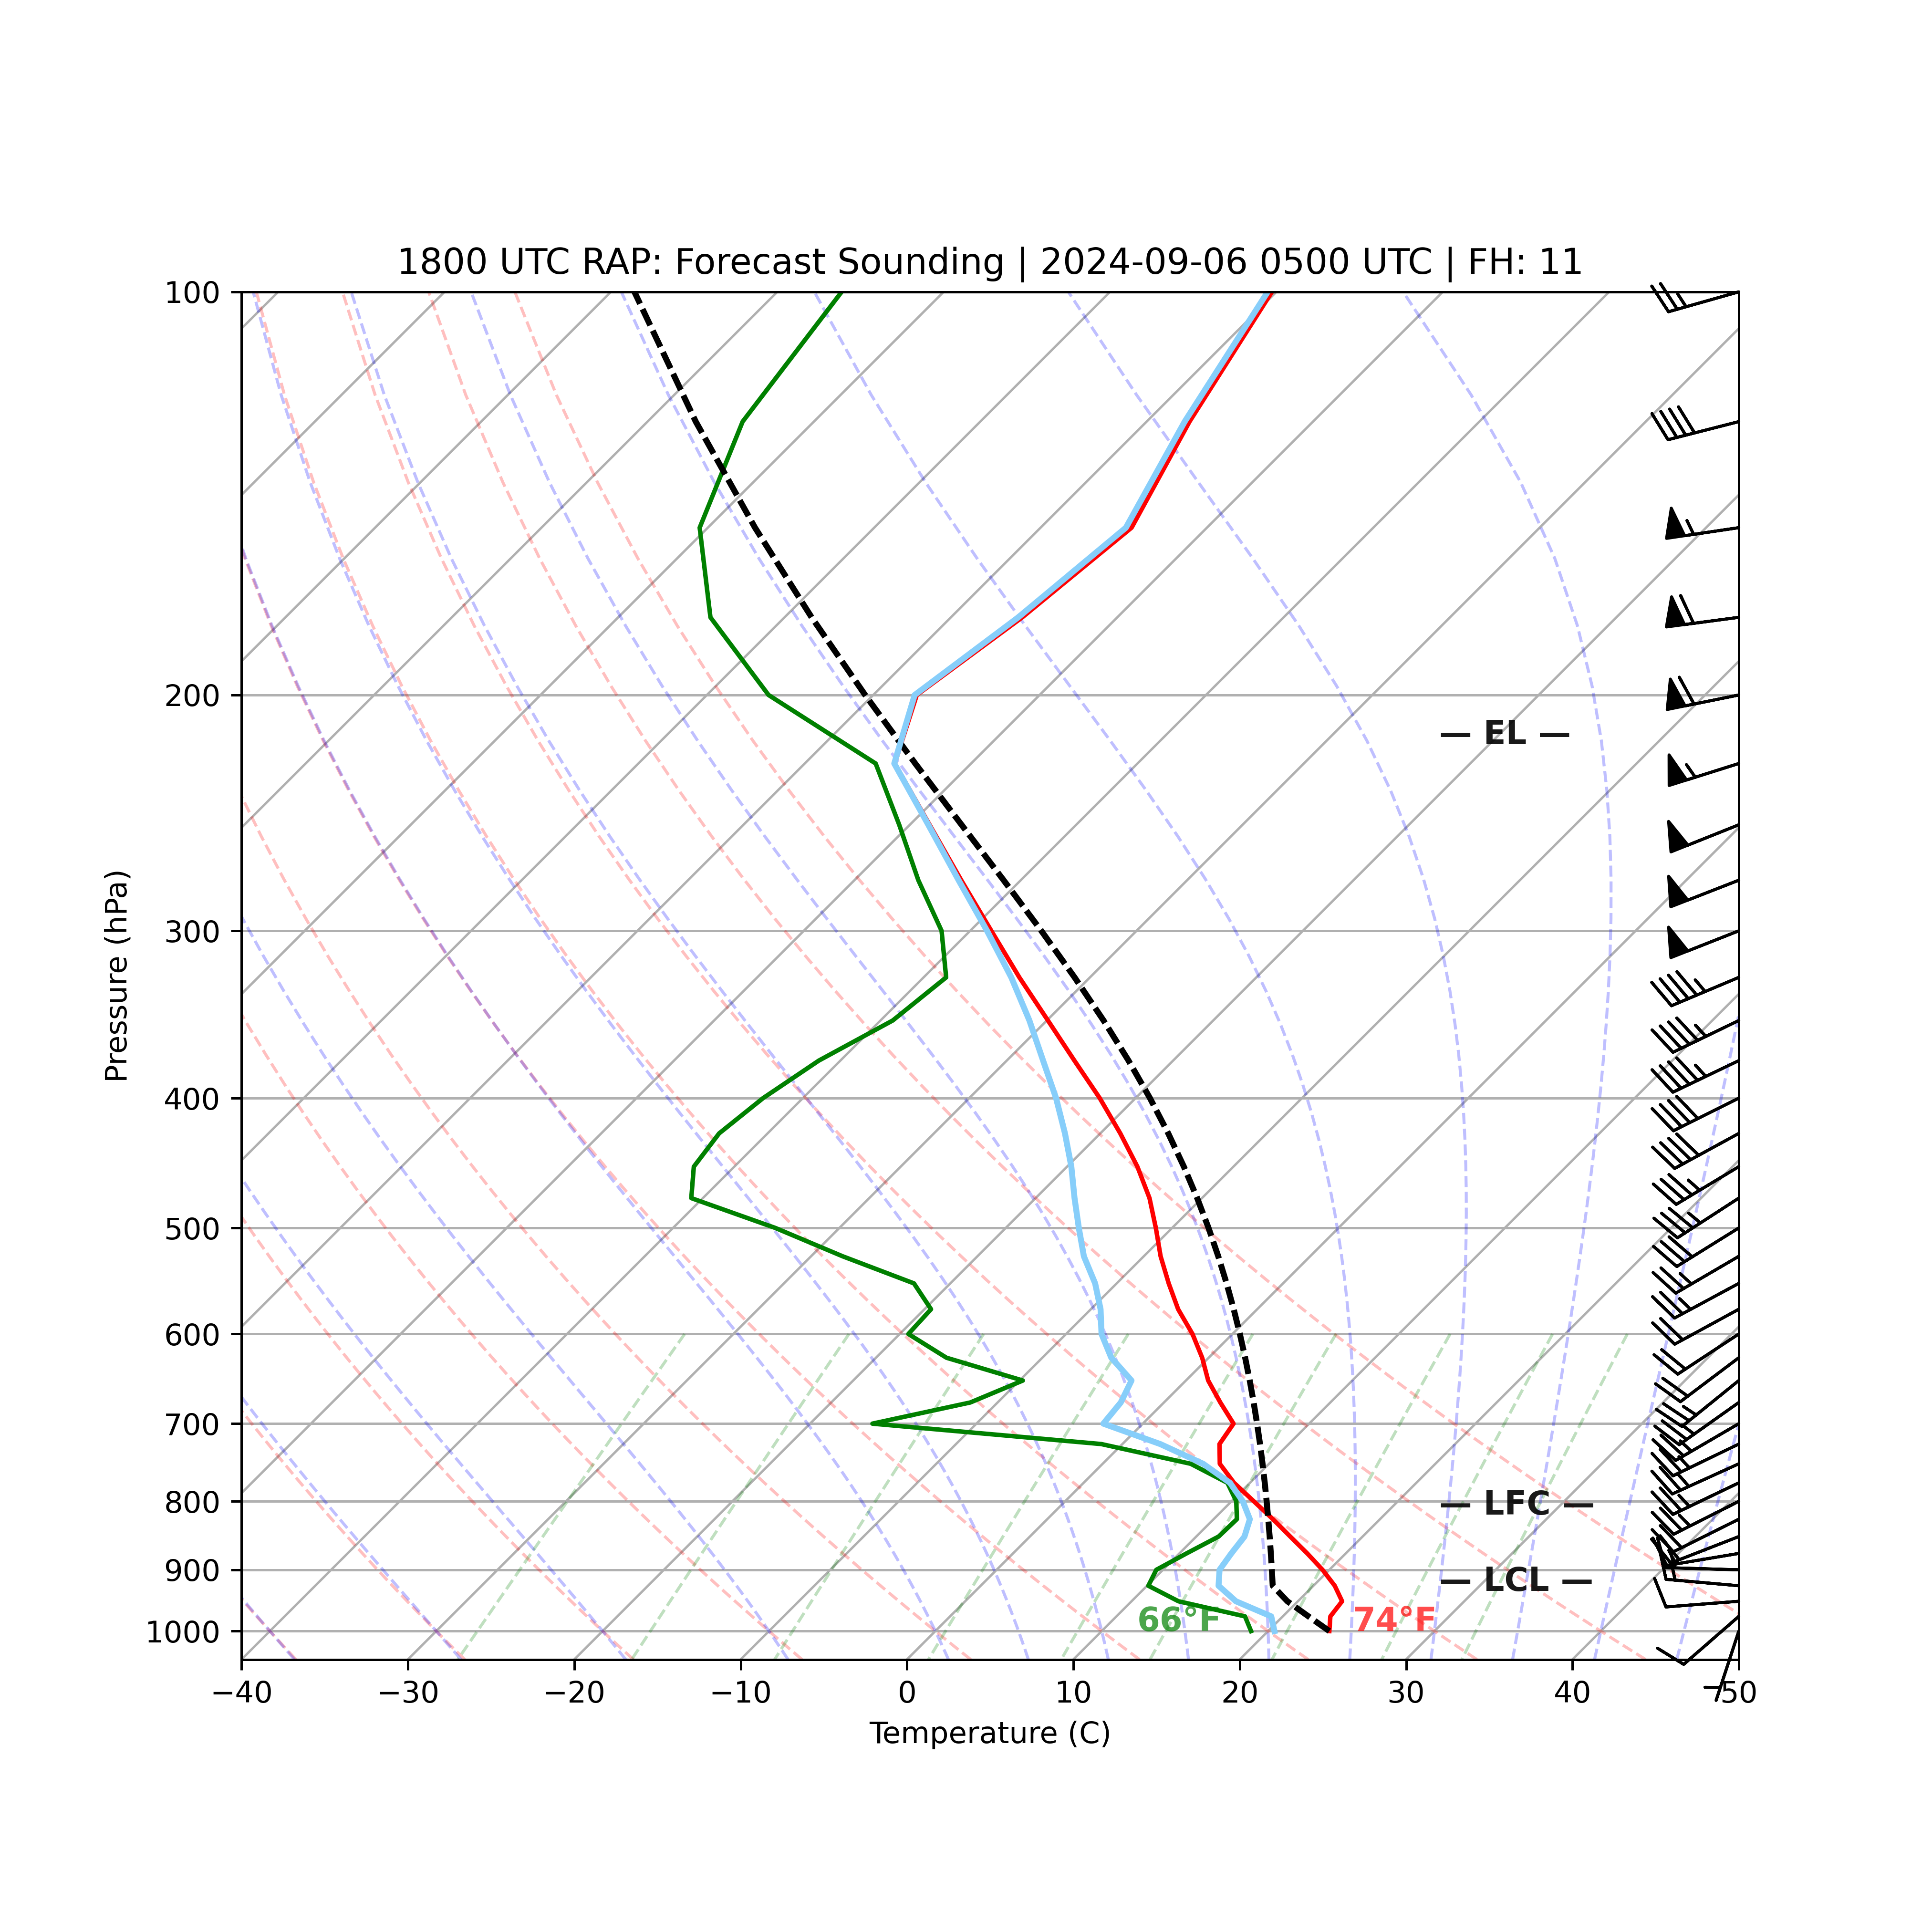 1800 UTC RAP: Forecast Sounding | 2024-09-06 0500 UTC | FH: 11
100
200
— EL —
300
Pressure (hPa)
400
500
600
700
800
— LFC —
900
— LCL —
66°F
74°F
1000
−40 −30 −20 −10 0 10 20 30 40 50
Temperature (C)